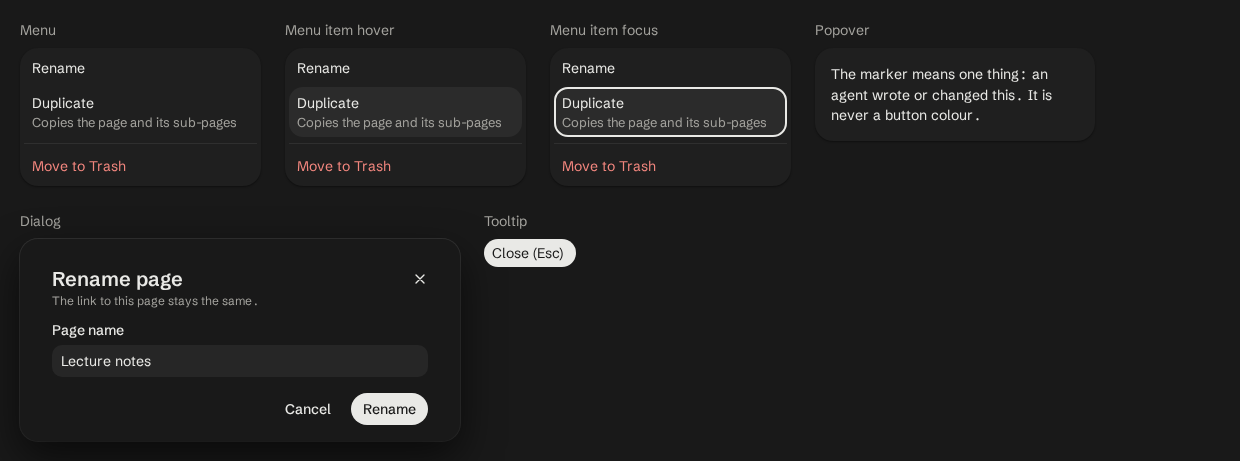 Menu
Rename
Duplicate
Copies the page and its sub-pages
Move to Trash
Menu item hover
Rename
Duplicate
Copies the page and its sub-pages
Move to Trash
Menu item focus
Rename
Duplicate
Copies the page and its sub-pages
Move to Trash
Popover
The marker means one thing: an
agent wrote or changed this. It is
never a button colour.
Dialog
Rename page
The link to this page stays the same.
Page name
Lecture notes
Cancel
Rename
Tooltip
Close (Esc)